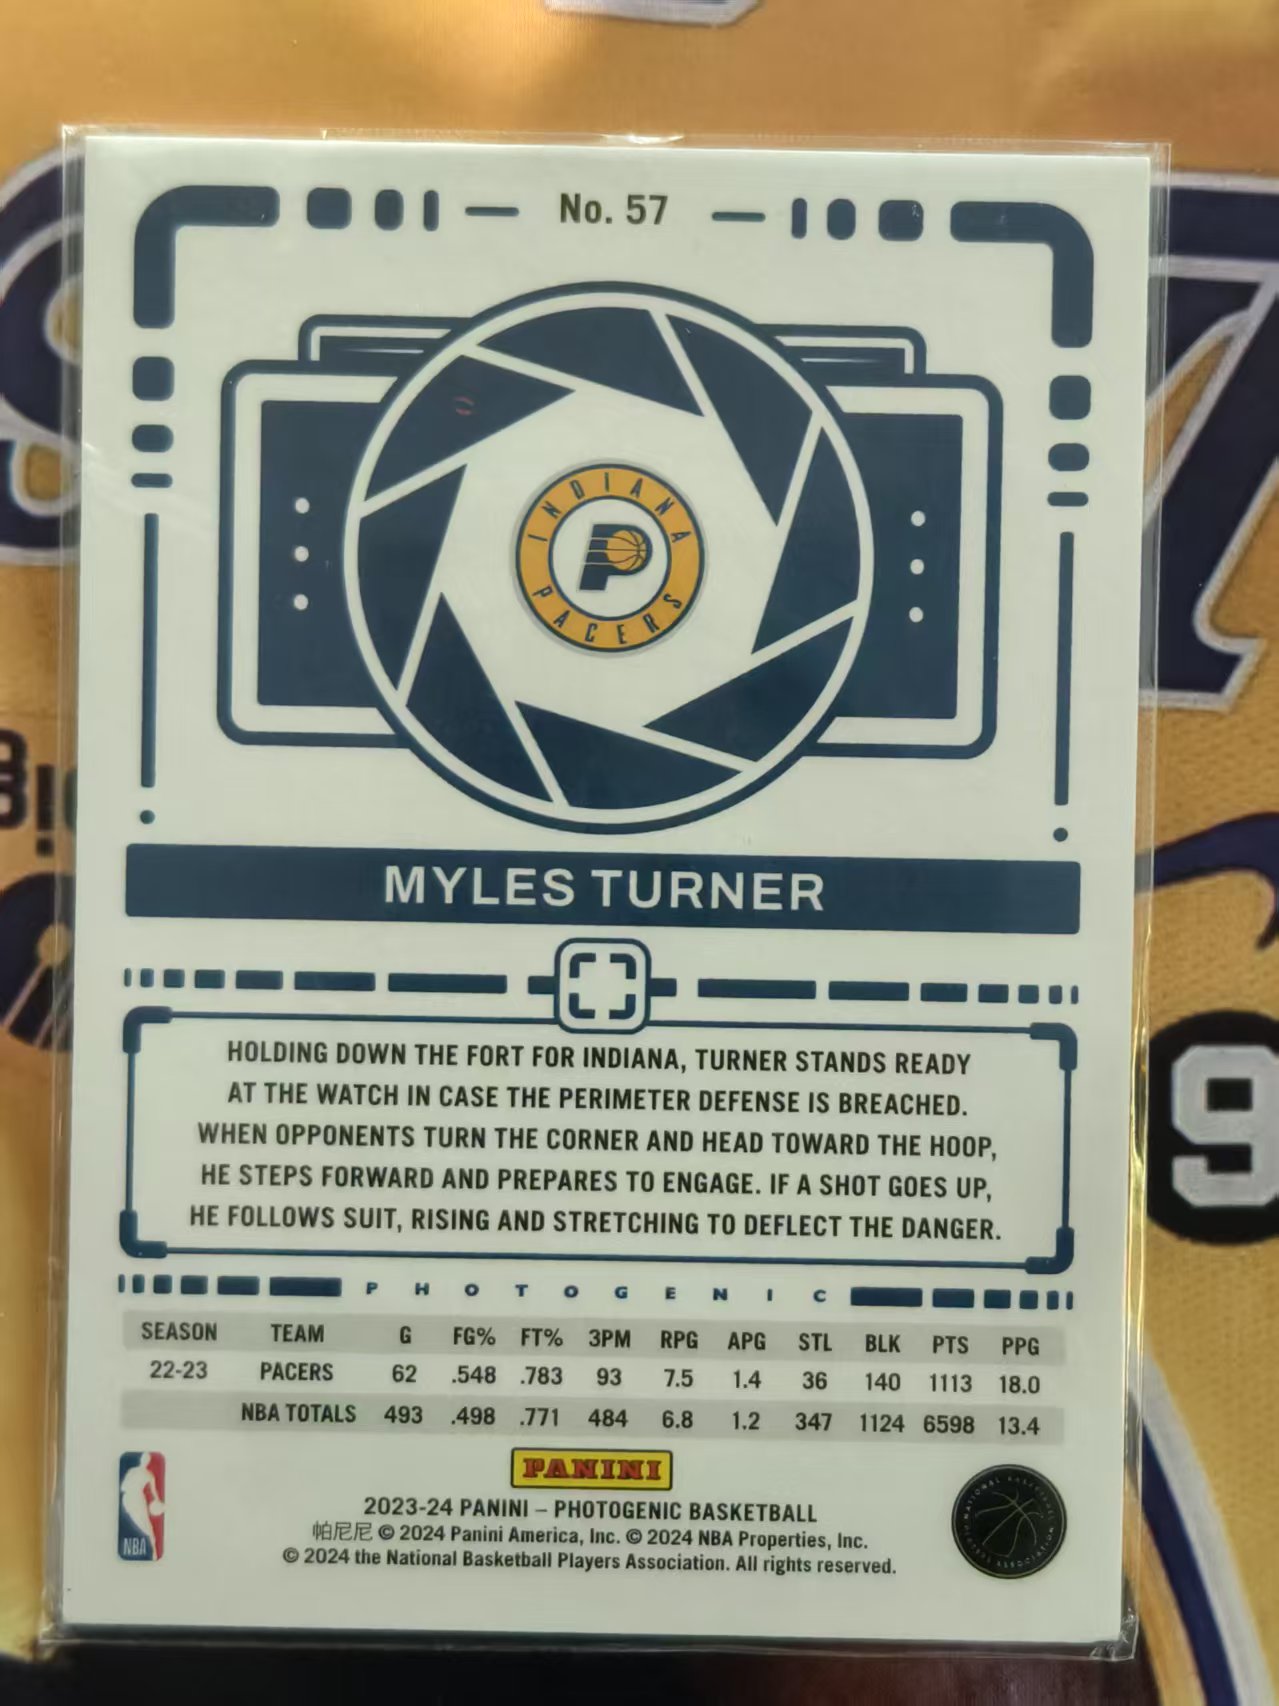 No. 57
INDIANA
P
PACERS
MYLES TURNER
HOLDING DOWN THE FORT FOR INDIANA, TURNER STANDS READY
AT THE WATCH IN CASE THE PERIMETER DEFENSE IS BREACHED.
WHEN OPPONENTS TURN THE CORNER AND HEAD TOWARD THE HOOP,
HE STEPS FORWARD AND PREPARES TO ENGAGE. IF A SHOT GOES UP,
HE FOLLOWS SUIT, RISING AND STRETCHING TO DEFLECT THE DANGER.
PHOTOGENIC
SEASON TEAM G FG% FT% 3PM RPG APG STL BLK PTS PPG
22-23 PACERS 62 .548 .783 93 7.5 1.4 36 140 1113 18.0
NBA TOTALS 493 .498 .771 484 6.8 1.2 347 1124 6598 13.4
PANINI
2023-24 PANINI – PHOTOGENIC BASKETBALL
帕尼尼 © 2024 Panini America, Inc. © 2024 NBA Properties, Inc.
© 2024 the National Basketball Players Association. All rights reserved.
NBA
9